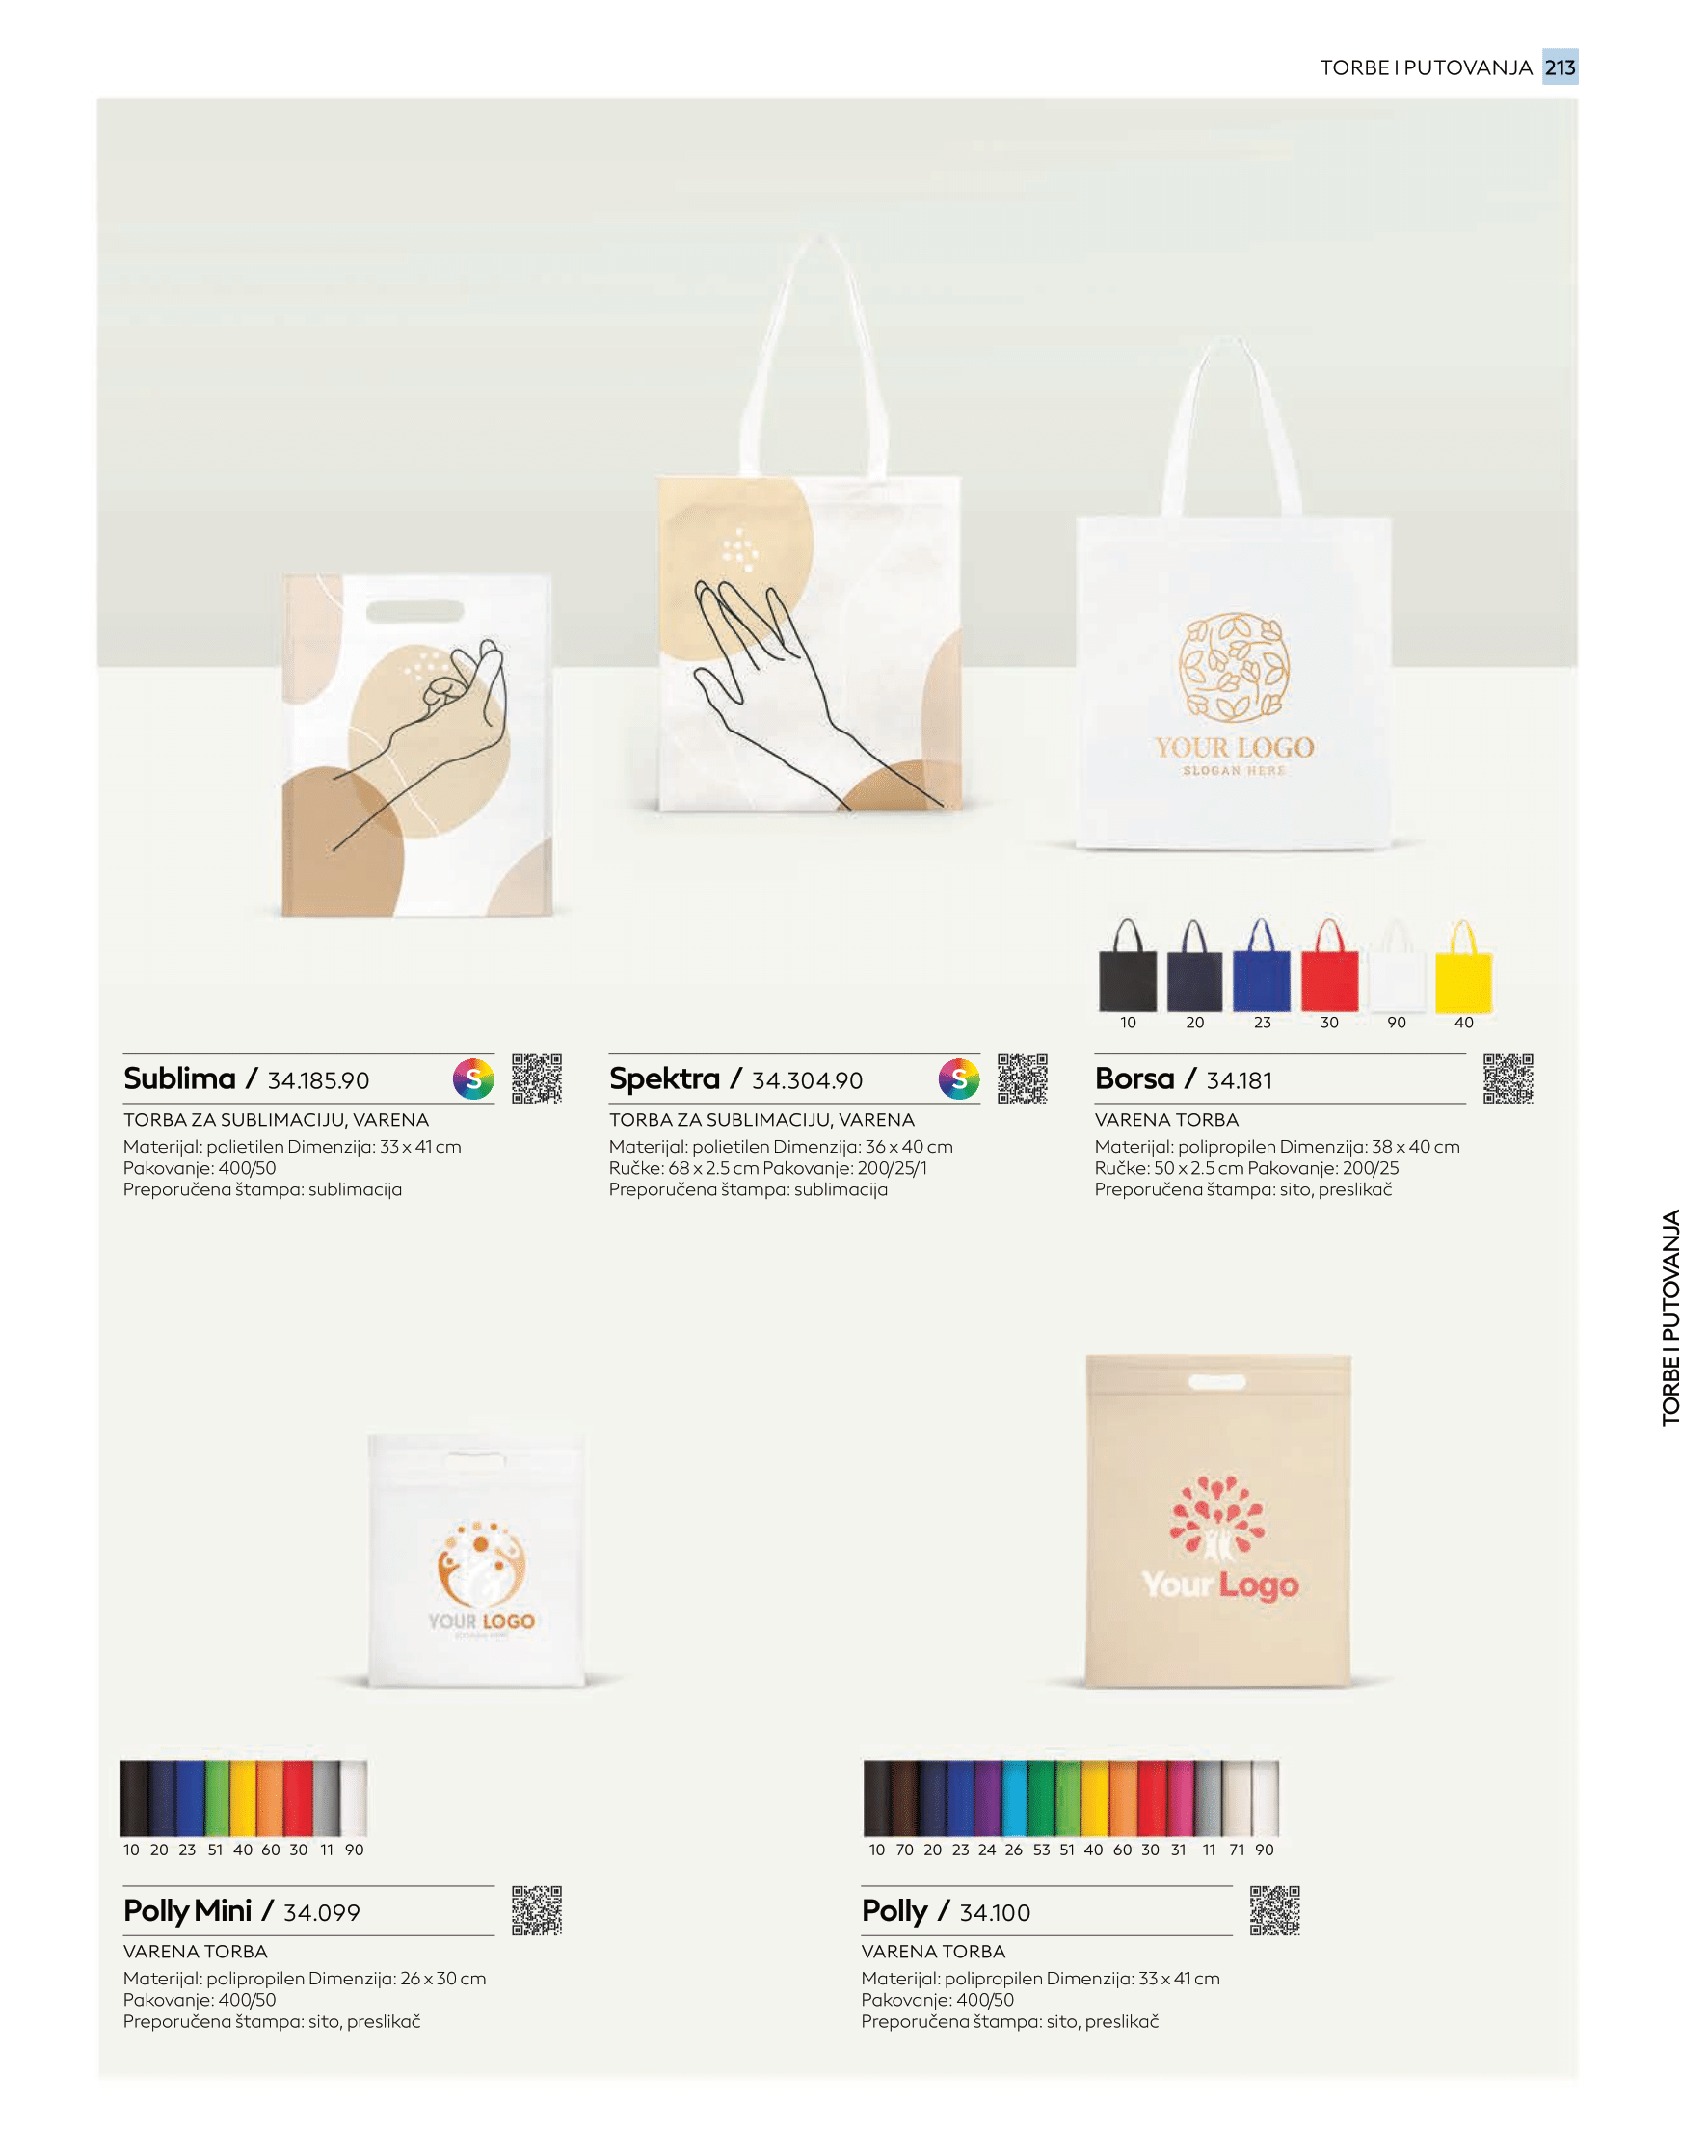 TORBE I PUTOVANJA 213
YOUR LOGO
SLOGAN HERE
10 20 23 30 90 40
Sublima / 34.185.90
S
TORBA ZA SUBLIMACIJU, VARENA
Materijal: polietilen Dimenzija: 33 x 41 cm
Pakovanje: 400/50
Preporučena štampa: sublimacija
Spektra / 34.304.90
S
TORBA ZA SUBLIMACIJU, VARENA
Materijal: polietilen Dimenzija: 36 x 40 cm
Ručke: 68 x 2.5 cm Pakovanje: 200/25/1
Preporučena štampa: sublimacija
Borsa / 34.181
VARENA TORBA
Materijal: polipropilen Dimenzija: 38 x 40 cm
Ručke: 50 x 2.5 cm Pakovanje: 200/25
Preporučena štampa: sito, preslikač
TORBE I PUTOVANJA
YOUR LOGO
Your Logo
10 20 23 51 40 60 30 11 90
Polly Mini / 34.099
VARENA TORBA
Materijal: polipropilen Dimenzija: 26 x 30 cm
Pakovanje: 400/50
Preporučena štampa: sito, preslikač
10 70 20 23 24 26 53 51 40 60 30 31 11 71 90
Polly / 34.100
VARENA TORBA
Materijal: polipropilen Dimenzija: 33 x 41 cm
Pakovanje: 400/50
Preporučena štampa: sito, preslikač